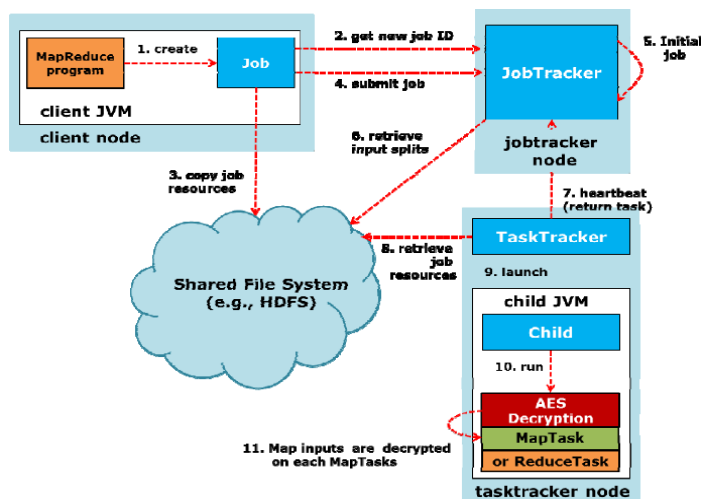 MapReduce
program
1. create
Job
client JVM
client node
2. get new job ID
4. submit job
JobTracker
jobtracker
node
5. Initial
job
3. copy job
resources
6. retrieve
input splits
7. heartbeat
(return task)
Shared File System
(e.g., HDFS)
8. retrieve
job
resources
TaskTracker
9. launch
child JVM
Child
10. run
AES
Decryption
MapTask
or ReduceTask
11. Map inputs are decrypted
on each MapTasks
tasktracker node